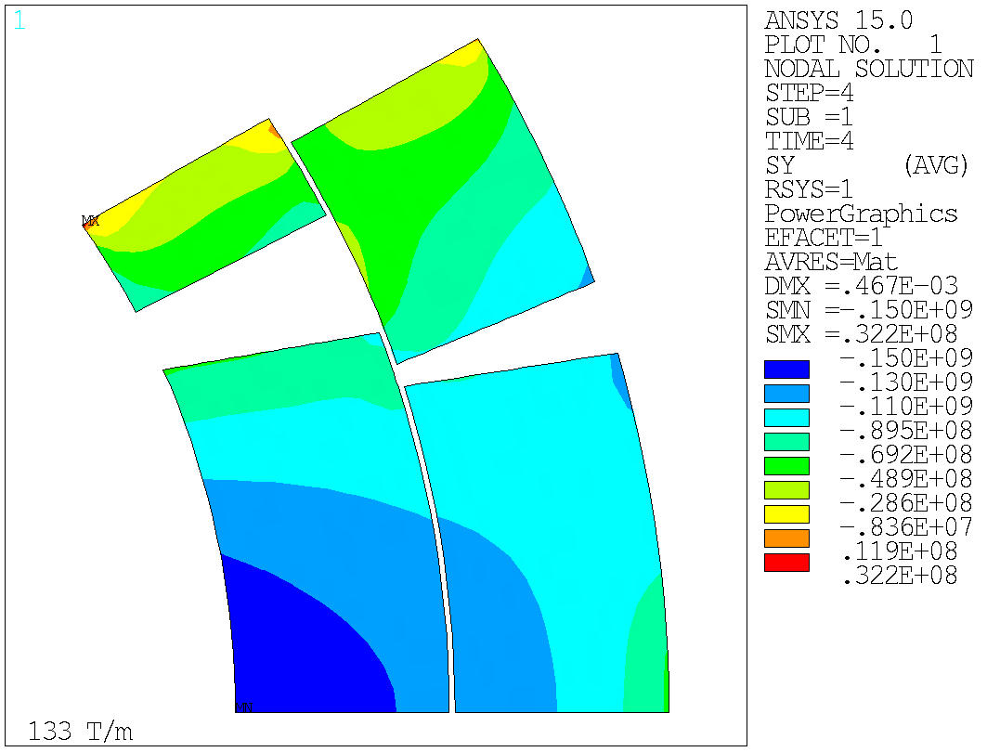 1
ANSYS 15.0
PLOT NO. 1
NODAL SOLUTION
STEP=4
SUB =1
TIME=4
SY (AVG)
RSYS=1
PowerGraphics
EFACET=1
AVRES=Mat
DMX =.467E-03
SMN =-.150E+09
SMX =.322E+08
-.150E+09
-.130E+09
-.110E+09
-.895E+08
-.692E+08
-.489E+08
-.286E+08
-.836E+07
.119E+08
.322E+08
MX
MN
133 T/m